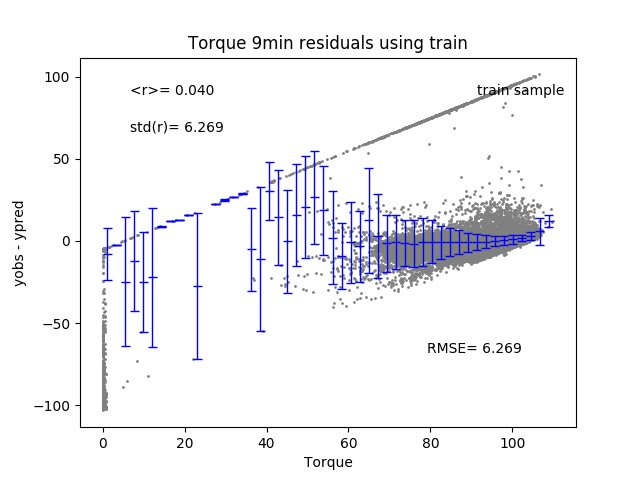 Torque 9min residuals using train
<r>= 0.040
train sample
std(r)= 6.269
RMSE= 6.269
yobs - ypred
100
50
0
−50
−100
0 20 40 60 80 100
Torque